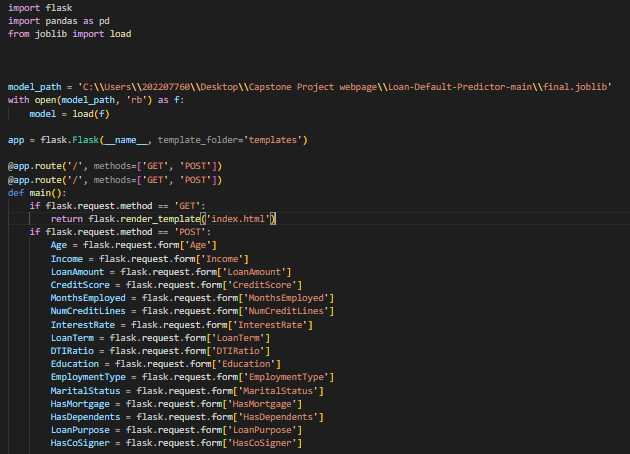 import flask
import pandas as pd
from joblib import load
model_path = 'C:\\Users\\202207760\\Desktop\\Capstone Project webpage\\Loan-Default-Predictor-main\\final.joblib'
with open(model_path, 'rb') as f:
    model = load(f)
app = flask.Flask(__name__, template_folder='templates')
@app.route('/', methods=['GET', 'POST'])
@app.route('/', methods=['GET', 'POST'])
def main():
    if flask.request.method == 'GET':
        return flask.render_template('index.html')
    if flask.request.method == 'POST':
        Age = flask.request.form['Age']
        Income = flask.request.form['Income']
        LoanAmount = flask.request.form['LoanAmount']
        CreditScore = flask.request.form['CreditScore']
        MonthsEmployed = flask.request.form['MonthsEmployed']
        NumCreditLines = flask.request.form['NumCreditLines']
        InterestRate = flask.request.form['InterestRate']
        LoanTerm = flask.request.form['LoanTerm']
        DTIRatio = flask.request.form['DTIRatio']
        Education = flask.request.form['Education']
        EmploymentType = flask.request.form['EmploymentType']
        MaritalStatus = flask.request.form['MaritalStatus']
        HasMortgage = flask.request.form['HasMortgage']
        HasDependents = flask.request.form['HasDependents']
        LoanPurpose = flask.request.form['LoanPurpose']
        HasCoSigner = flask.request.form['HasCoSigner']